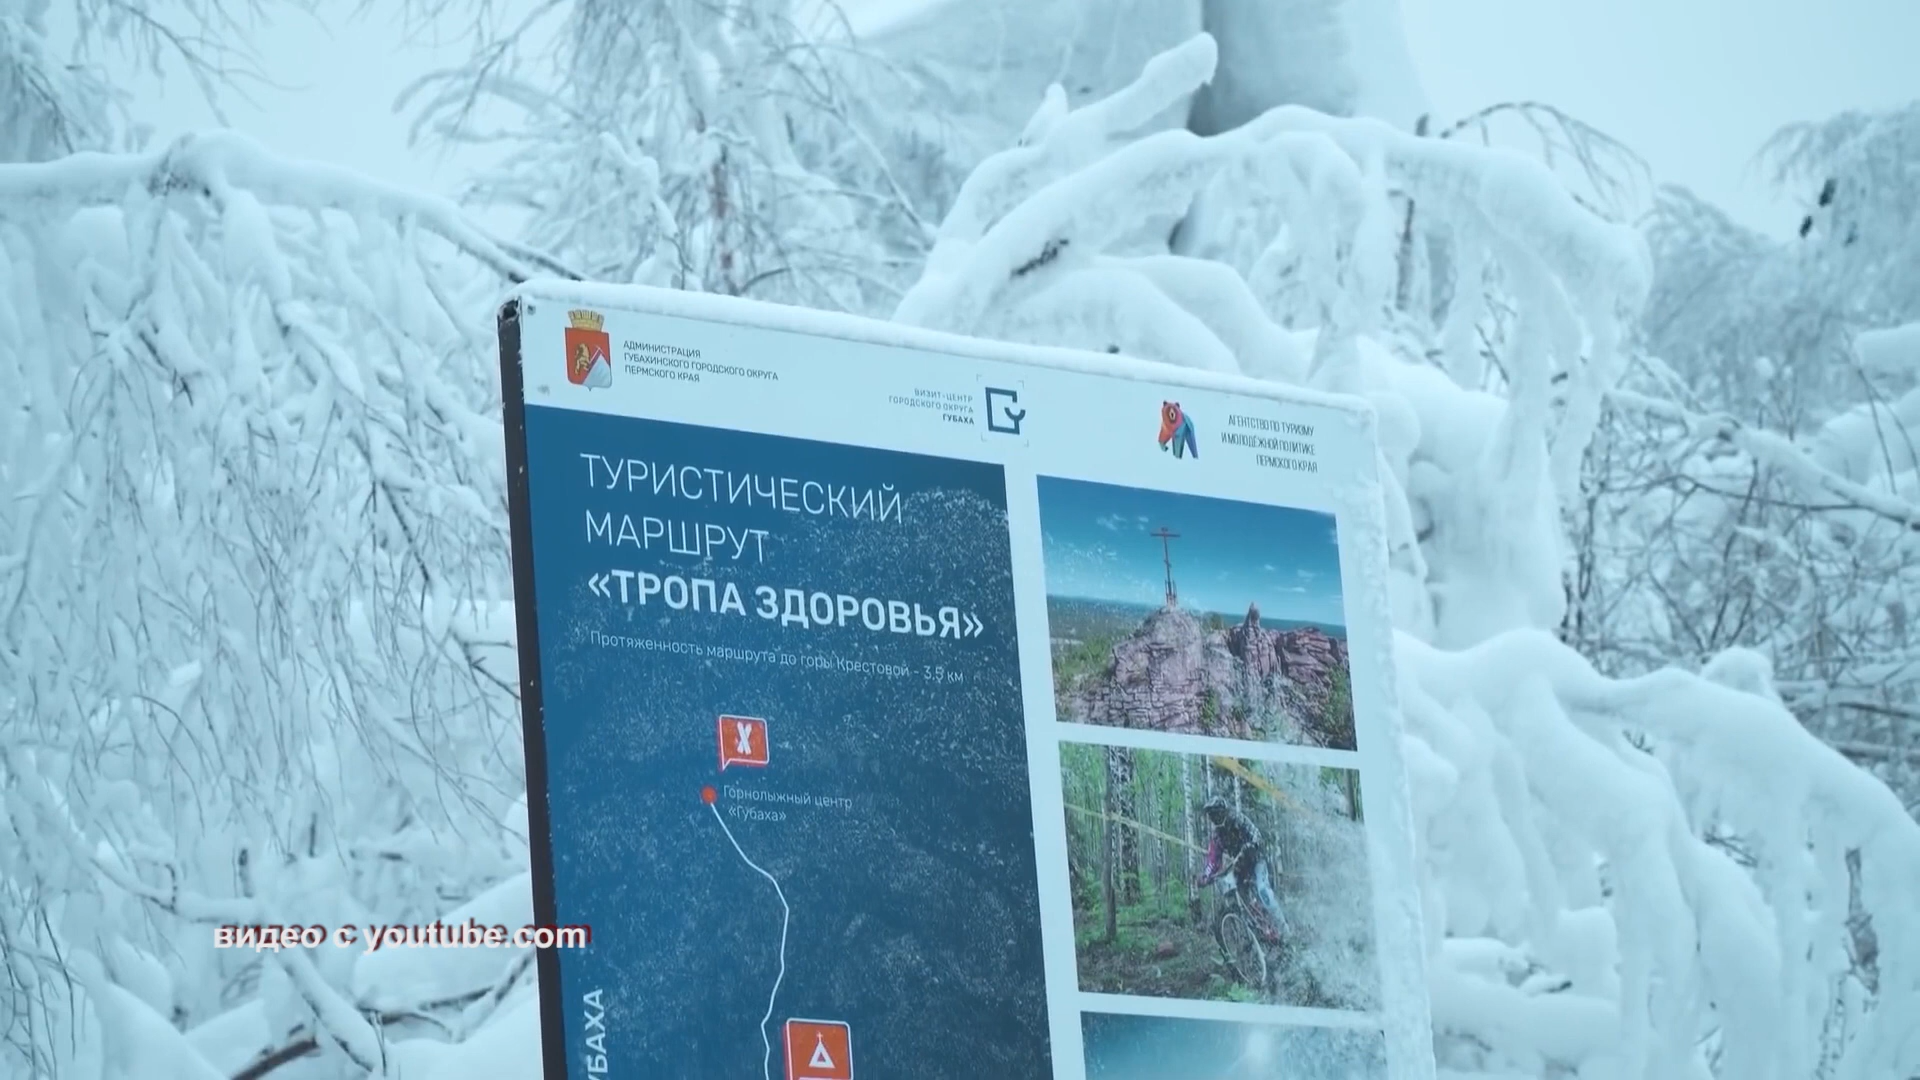 АДМИНИСТРАЦИЯ
ГУБАХИНСКОГО ГОРОДСКОГО ОКРУГА
ПЕРМСКОГО КРАЯ
ВИЗИТ-ЦЕНТР
ГОРОДСКОГО ОКРУГА
ГУБАХА
АГЕНТСТВО ПО ТУРИЗМУ
И МОЛОДЁЖНОЙ ПОЛИТИКЕ
ПЕРМСКОГО КРАЯ
ТУРИСТИЧЕСКИЙ
МАРШРУТ
«ТРОПА ЗДОРОВЬЯ»
Протяженность маршрута до горы Крестовой - 3,5 км
Горнолыжный центр
«Губаха»
УБАХА
видео с youtube.com